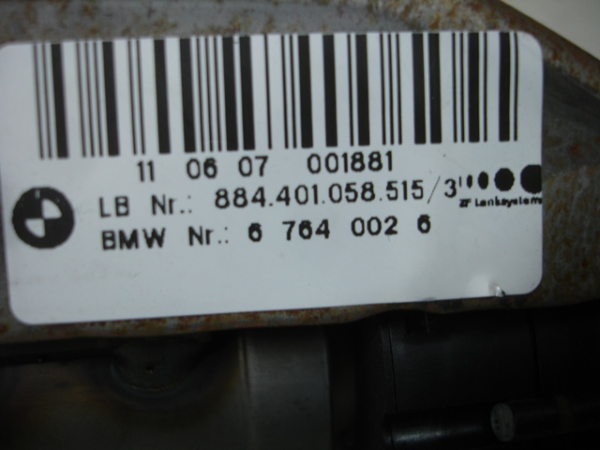 11 06 07 001881
LB Nr.: 884.401.058.515/3
ZF Lenksysteme
BMW Nr.: 6 764 002 6